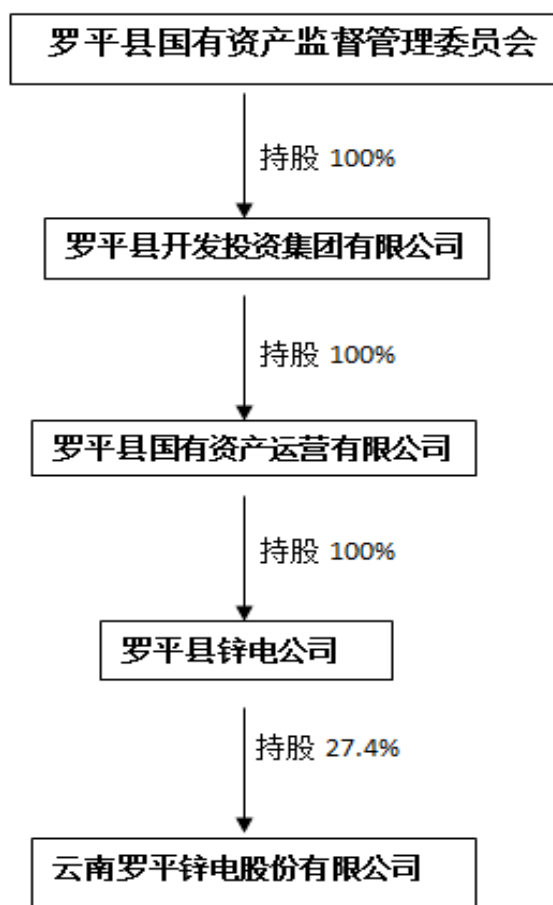 罗平县国有资产监督管理委员会
持股 100%
罗平县开发投资集团有限公司
持股 100%
罗平县国有资产运营有限公司
持股 100%
罗平县锌电公司
持股 27.4%
云南罗平锌电股份有限公司